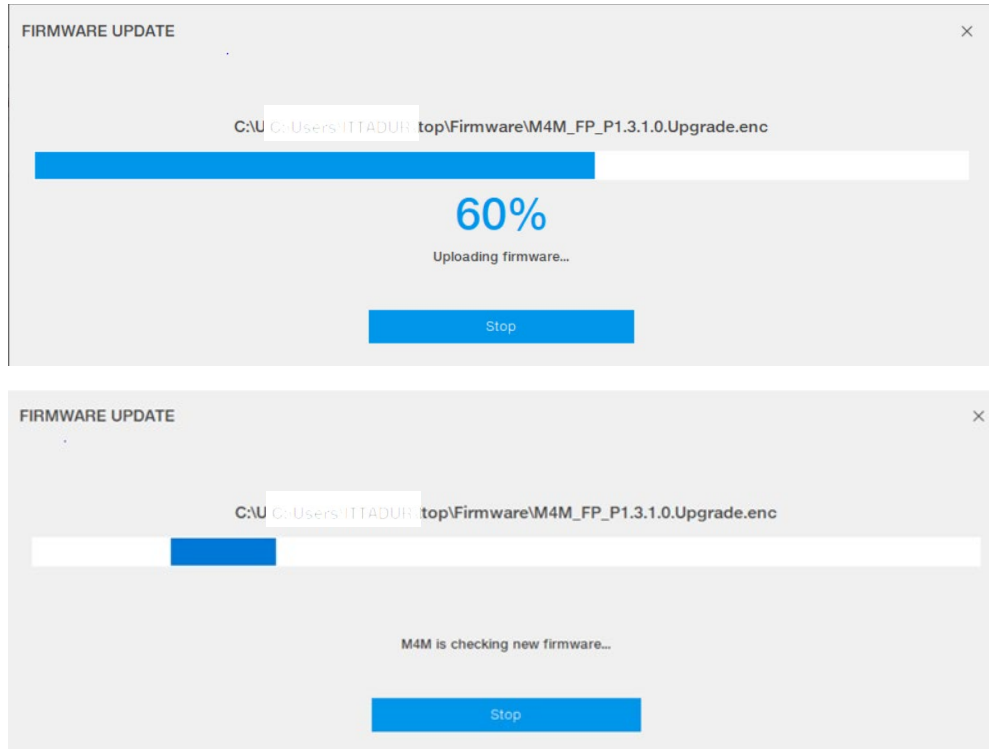 FIRMWARE UPDATE
C:\U C:\Users\ITTADUR top\Firmware\M4M_FP_P1.3.1.0.Upgrade.enc
60%
Uploading firmware...
Stop
FIRMWARE UPDATE
C:\U C:\Users\ITTADUR top\Firmware\M4M_FP_P1.3.1.0.Upgrade.enc
M4M is checking new firmware...
Stop